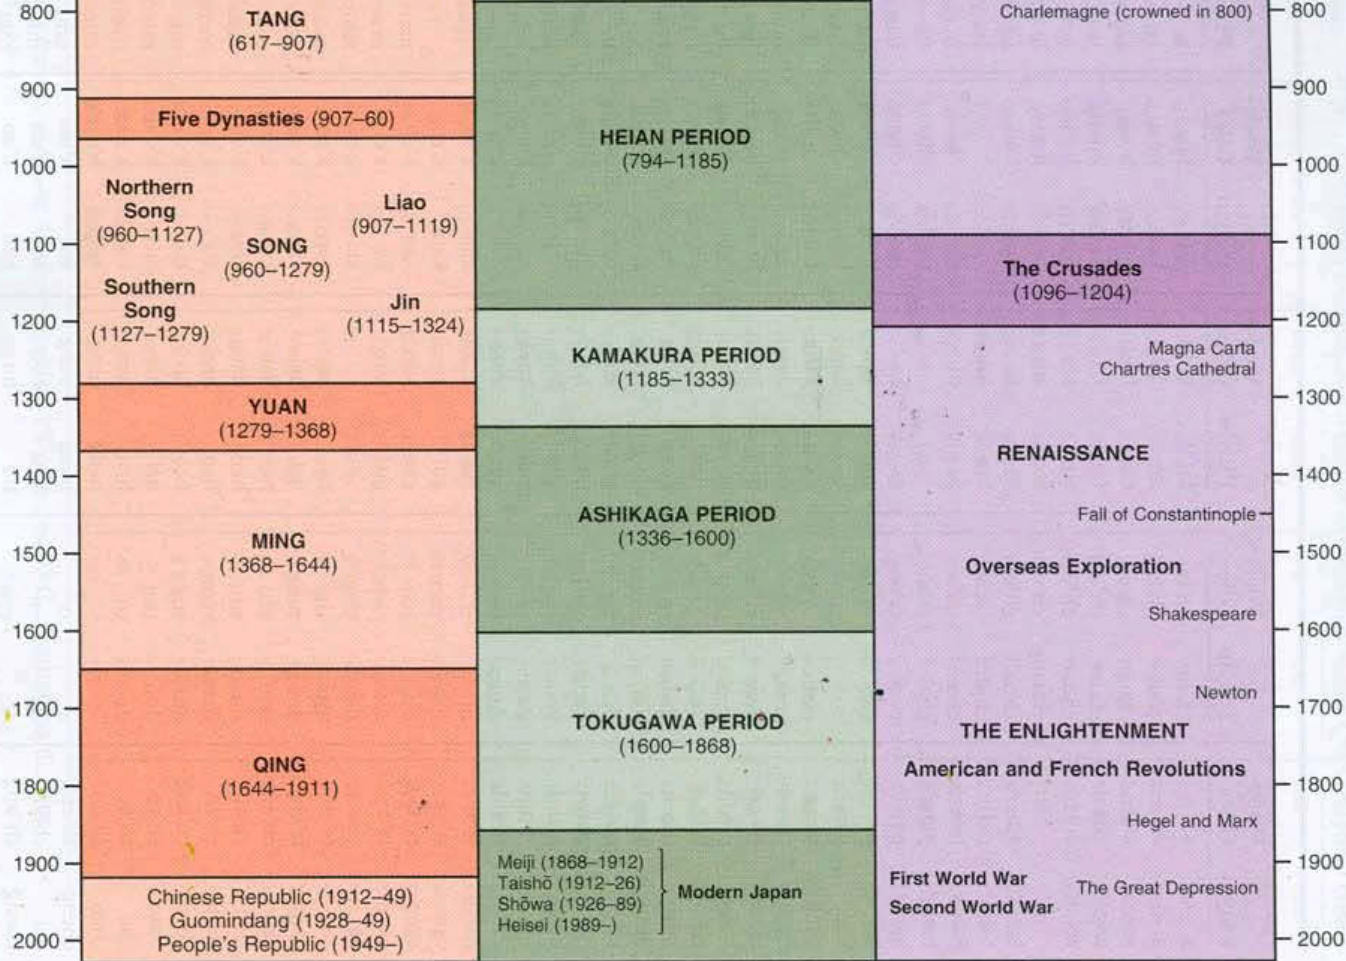 800
900
1000
1100
1200
1300
1400
1500
1600
1700
1800
1900
2000
TANG
(617–907)
Five Dynasties (907–60)
Northern
Song
(960–1127)
Liao
(907–1119)
SONG
(960–1279)
Southern
Song
(1127–1279)
Jin
(1115–1324)
YUAN
(1279–1368)
MING
(1368–1644)
QING
(1644–1911)
Chinese Republic (1912–49)
Guomindang (1928–49)
People's Republic (1949–)
HEIAN PERIOD
(794–1185)
KAMAKURA PERIOD
(1185–1333)
ASHIKAGA PERIOD
(1336–1600)
TOKUGAWA PERIOD
(1600–1868)
Meiji (1868–1912)
Taishō (1912–26)
Shōwa (1926–89)
Heisei (1989–)
Modern Japan
Charlemagne (crowned in 800)
The Crusades
(1096–1204)
Magna Carta
Chartres Cathedral
RENAISSANCE
Fall of Constantinople
Overseas Exploration
Shakespeare
Newton
THE ENLIGHTENMENT
American and French Revolutions
Hegel and Marx
First World War
The Great Depression
Second World War
800
900
1000
1100
1200
1300
1400
1500
1600
1700
1800
1900
2000